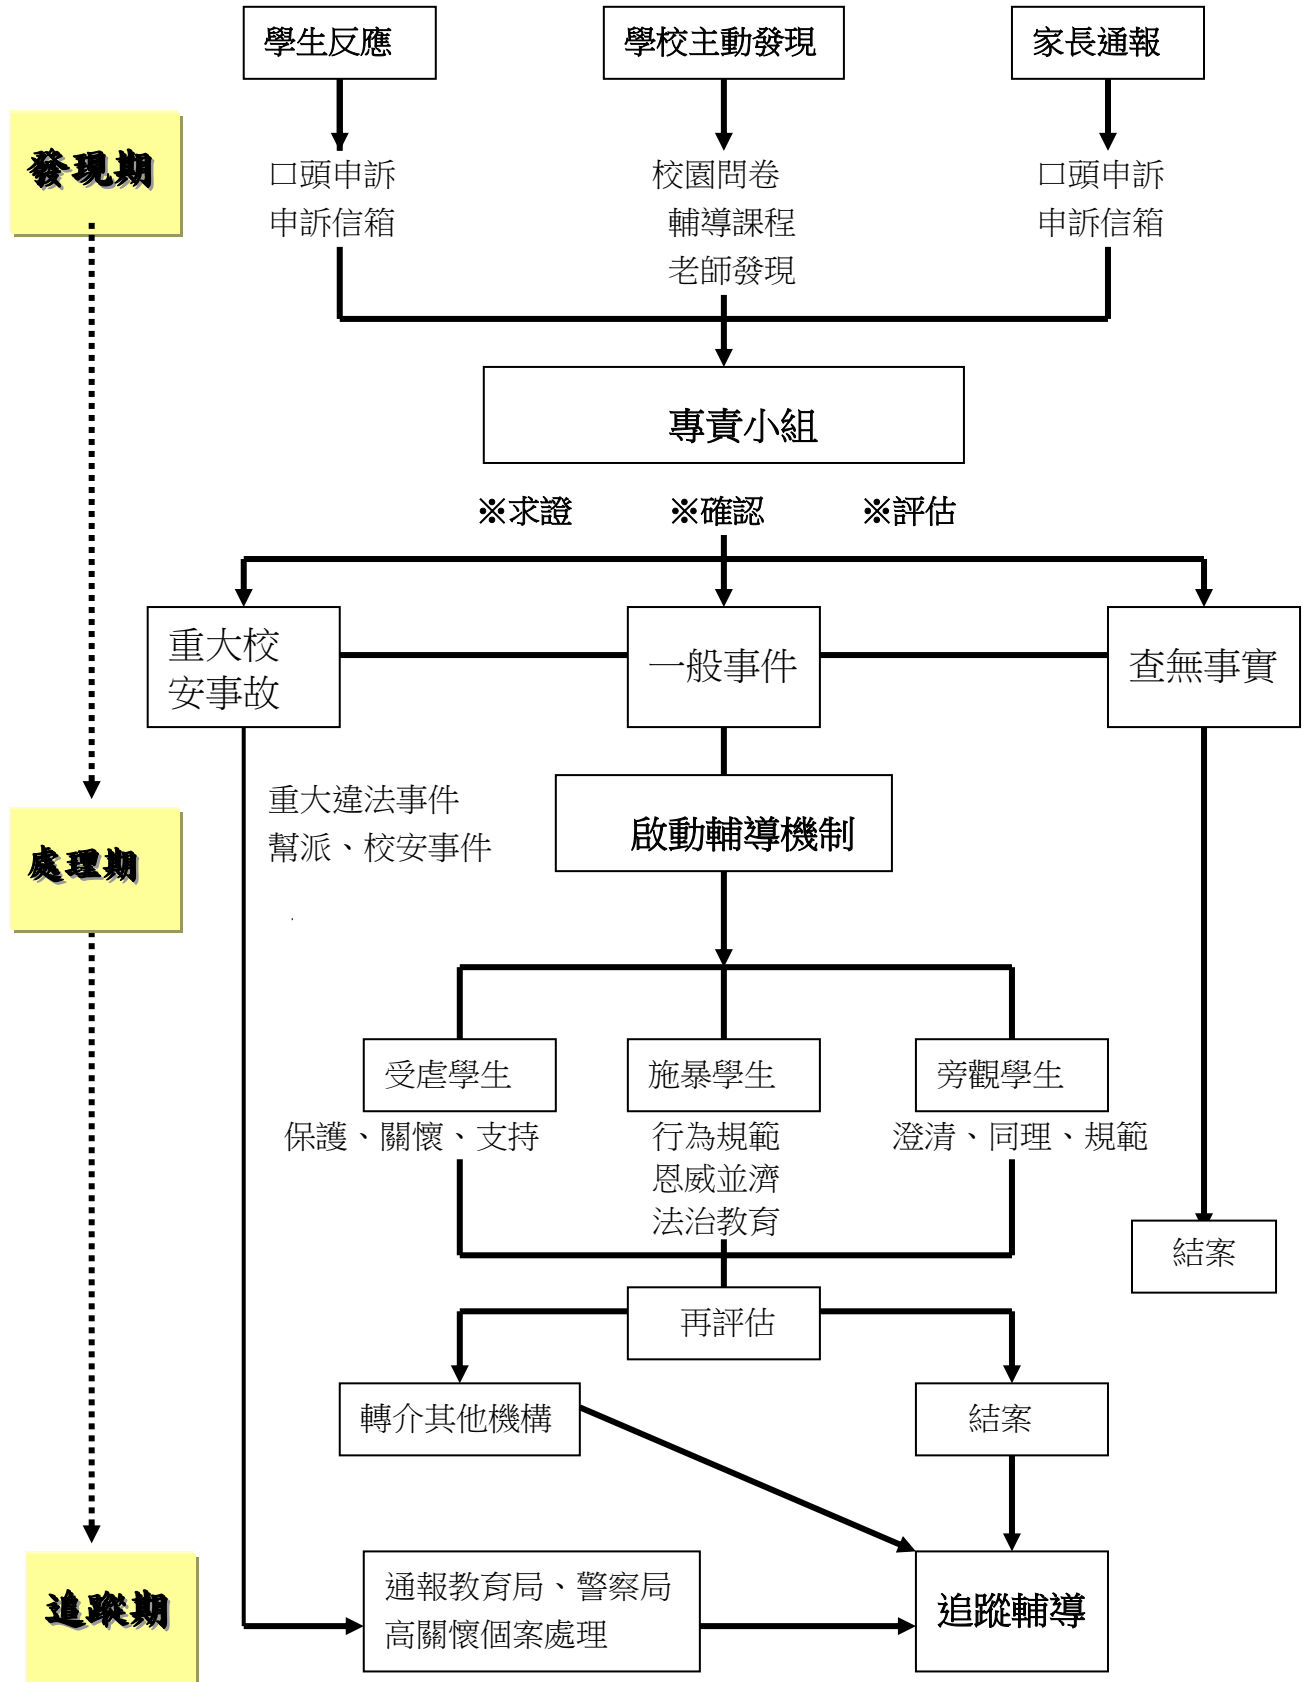 學生反應
學校主動發現
家長通報
發現期
口頭申訴
申訴信箱
校園問卷
輔導課程
老師發現
口頭申訴
申訴信箱
專責小組
※求證
※確認
※評估
重大校
安事故
一般事件
查無事實
重大違法事件
幫派、校安事件
啟動輔導機制
處理期
受虐學生
施暴學生
旁觀學生
保護、關懷、支持
行為規範
恩威並濟
法治教育
澄清、同理、規範
結案
再評估
轉介其他機構
結案
追蹤期
通報教育局、警察局
高關懷個案處理
追蹤輔導